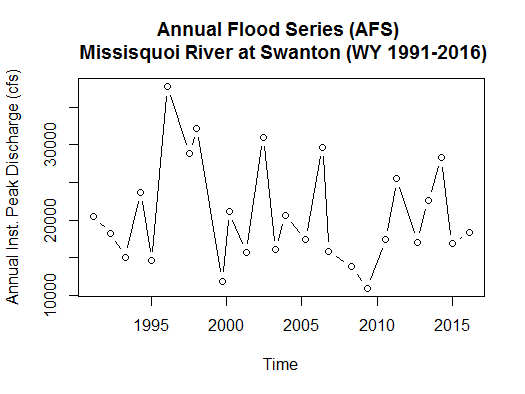 Annual Flood Series (AFS)
Missisquoi River at Swanton (WY 1991-2016)
Annual Inst. Peak Discharge (cfs)
30000
20000
10000
1995 2000 2005 2010 2015
Time